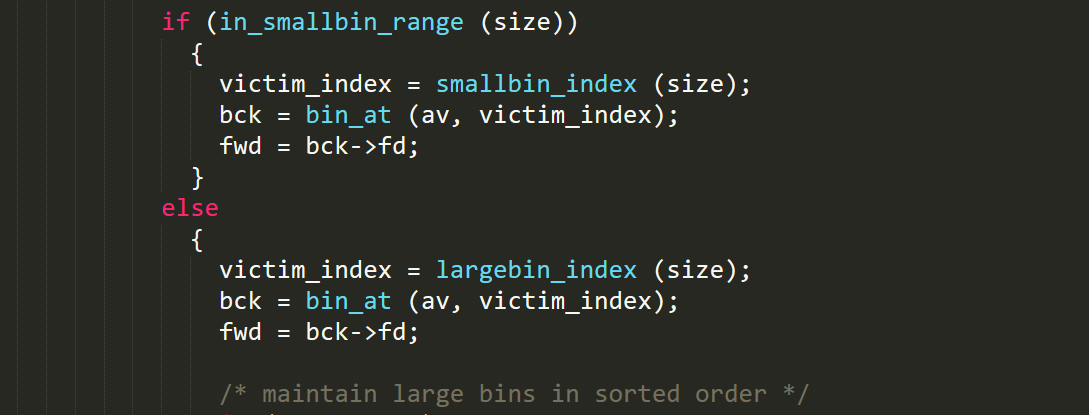 if (in_smallbin_range (size))
{
victim_index = smallbin_index (size);
bck = bin_at (av, victim_index);
fwd = bck->fd;
}
else
{
victim_index = largebin_index (size);
bck = bin_at (av, victim_index);
fwd = bck->fd;
/* maintain large bins in sorted order */